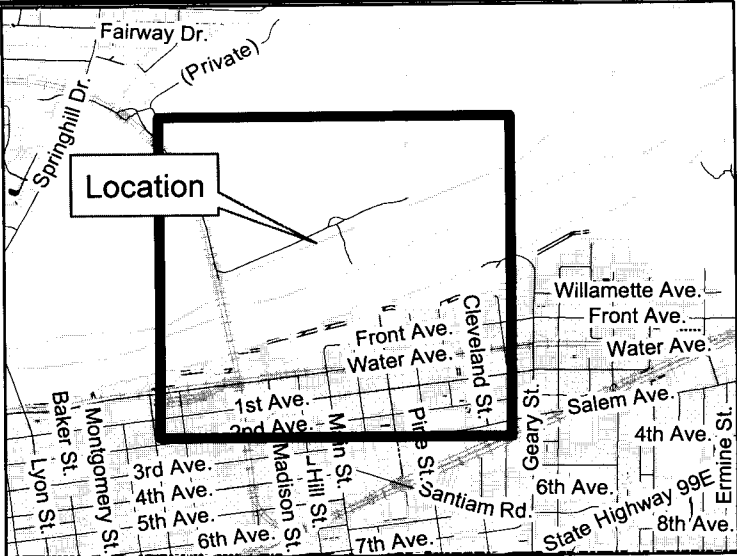 Fairway Dr.
(Private)
Springhill Dr.
Location
Willamette Ave.
Front Ave.
Water Ave.
Front Ave.
Water Ave.
Cleveland St.
1st Ave.
2nd Ave.
Salem Ave.
Baker St.
Montgomery St.
Lyon St.
3rd Ave.
4th Ave.
5th Ave.
6th Ave.
Madison St.
Hill St.
Main St.
Pine St.
Geary St.
Santiam Rd.
7th Ave.
4th Ave.
6th Ave.
State Highway 99E
8th Ave.
Ermine St.